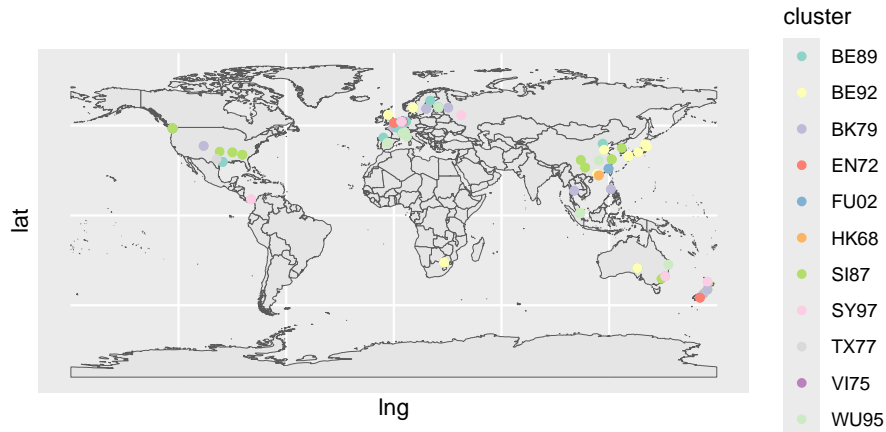 cluster
BE89
BE92
BK79
EN72
FU02
HK68
SI87
SY97
TX77
VI75
WU95
lat
lng